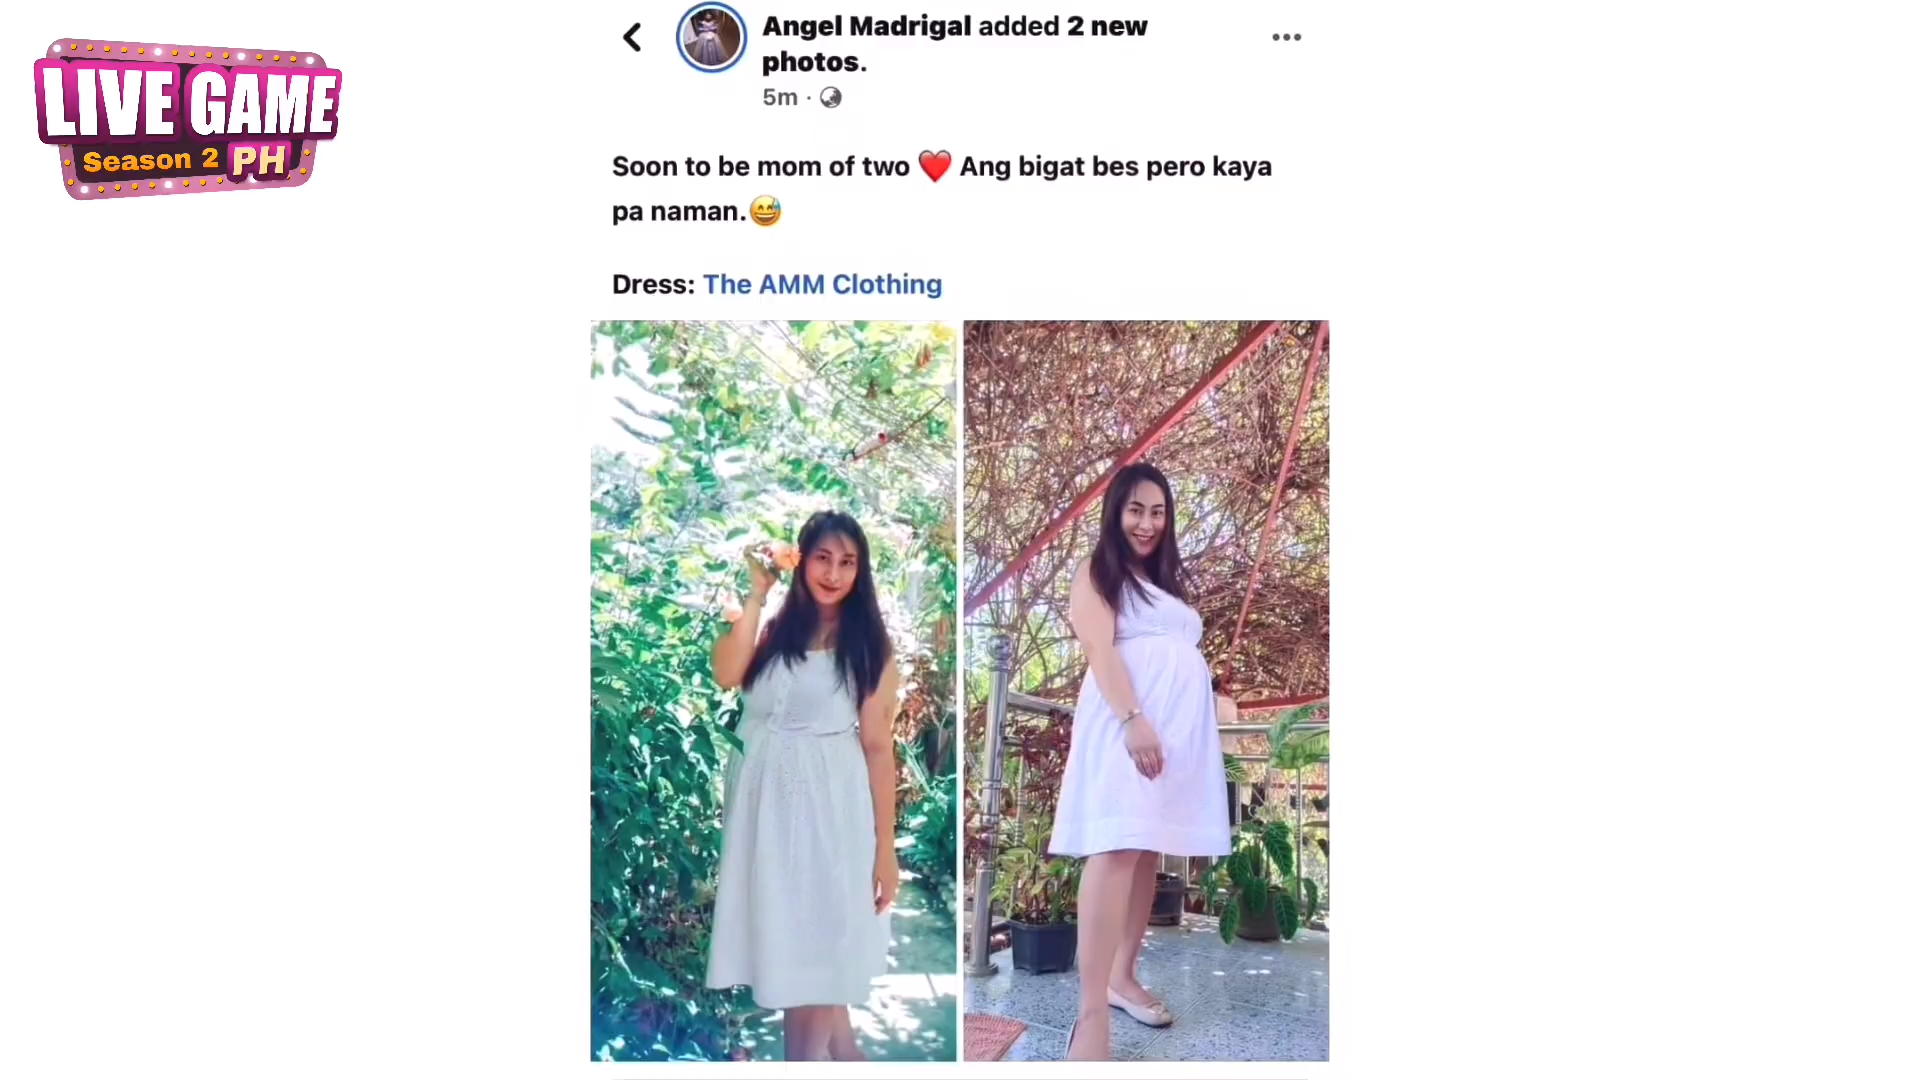 LIVE GAME
Season 2 PH
Angel Madrigal added 2 new
photos.
5m ·
Soon to be mom of two ❤️ Ang bigat bes pero kaya
pa naman.😅
Dress: The AMM Clothing